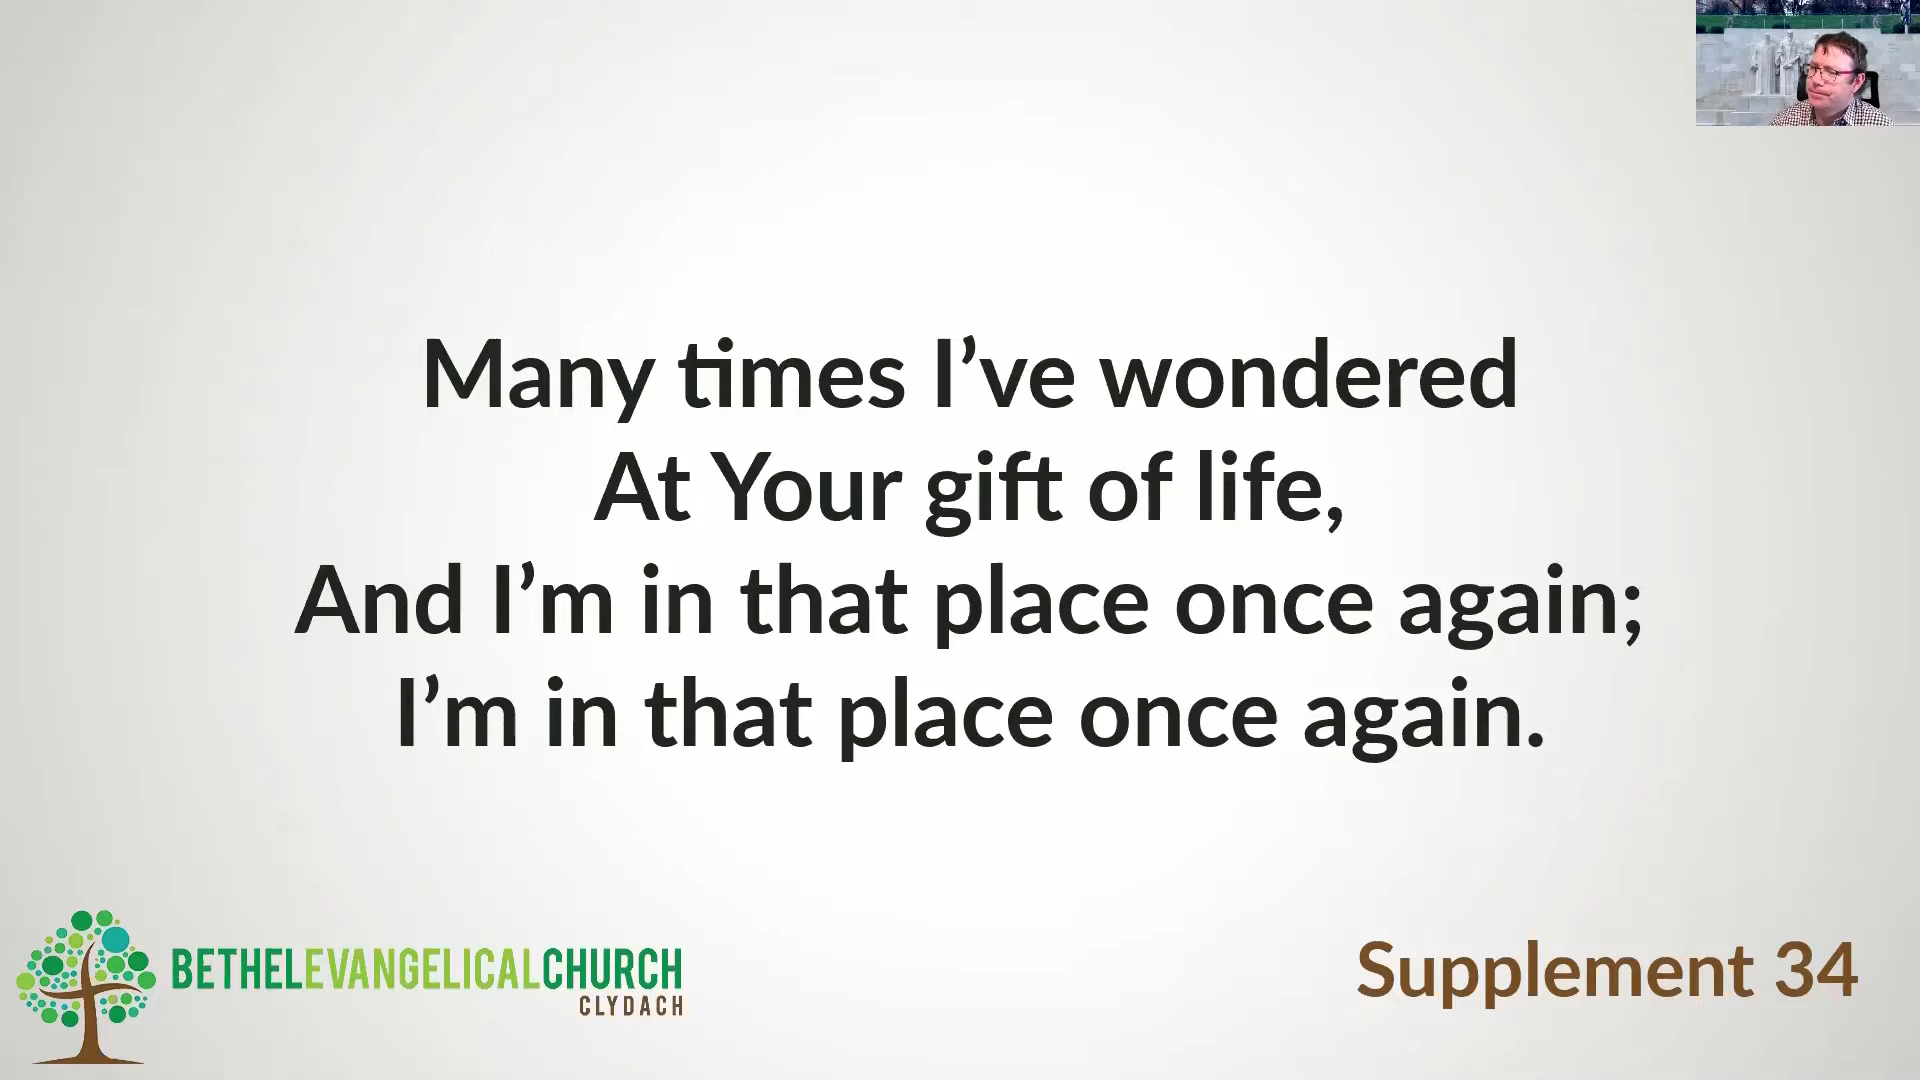 Many times I’ve wondered
At Your gift of life,
And I’m in that place once again;
I’m in that place once again.
BETHELEVANGELICALCHURCH
CLYDACH
Supplement 34